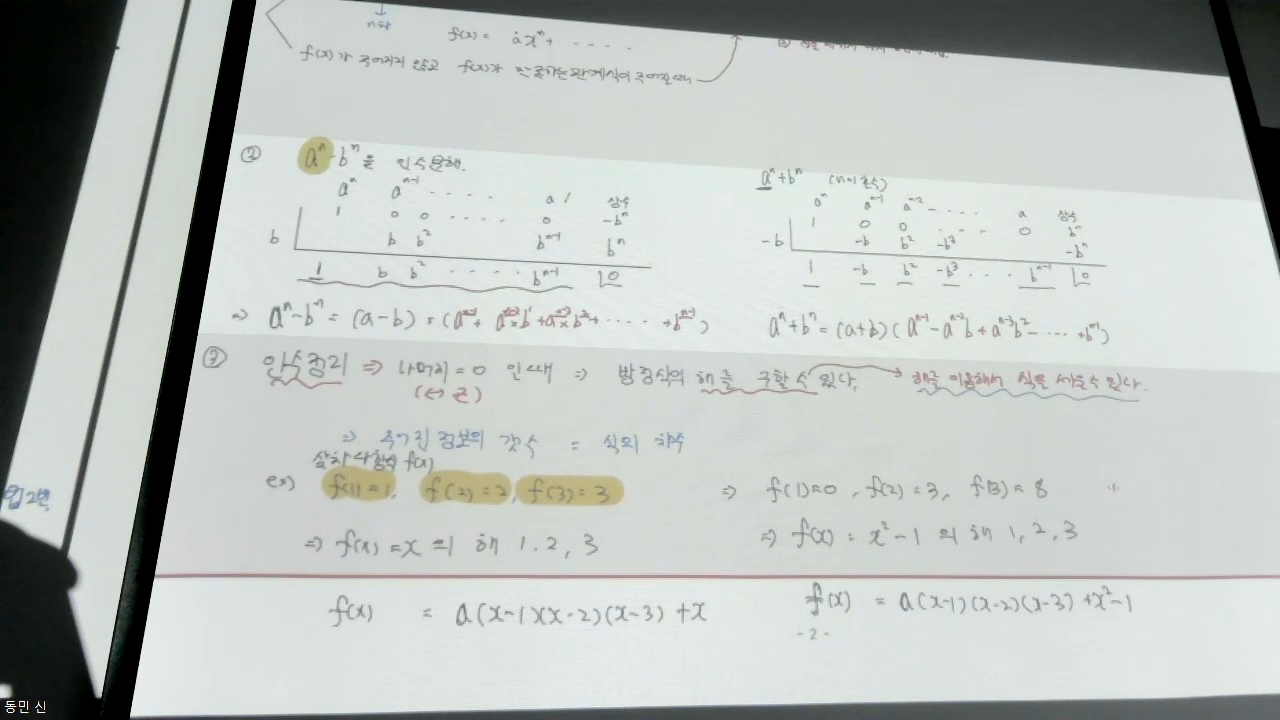 n차
f(x) = ax^n + ....
f(x)가 주어지지 않고 f(x)가 만족하는 관계식이 주어질때
② a^n - b^n 을 인수분해.
a^n a^(n-1) ..... a 상수
1 0 0 ..... 0 -b^n
b b b^2 b^(n-1) b^n
1 b b^2 ..... b^(n-1) 0
⇒ a^n - b^n = (a-b) × (a^(n-1) + a^(n-2)×b^1 + a^(n-3)×b^2 + ..... + b^(n-1))
a^n + b^n (n이 홀수)
a^n a^(n-1) a^(n-2) ..... a 상수
1 0 0 ..... 0 b^n
-b -b b^2 -b^3 -b^n
1 -b b^2 -b^3 .... b^(n-1) 0
a^n + b^n = (a+b)(a^(n-1) - a^(n-2)b + a^(n-3)b^2 - .... + b^(n-1))
③ 인수정리 ⇒ 나머지 = 0 인때 ⇒ 방정식의 해를 구할 수 있다. → 해를 이용해서 식을 세울 수 있다.
(↔ 근)
⇒ 주어진 정보의 갯수 = 식의 차수
삼차다항식 f(x)
ex) f(1)=1, f(2)=2, f(3)=3
⇒ f(x) = x 의 해 1, 2, 3
f(x) = a(x-1)(x-2)(x-3) + x
⇒ f(1)=0, f(2)=3, f(3)=8
⇒ f(x) = x^2-1 의 해 1, 2, 3
f(x) = a(x-1)(x-2)(x-3) + x^2-1
-2-
동민 신